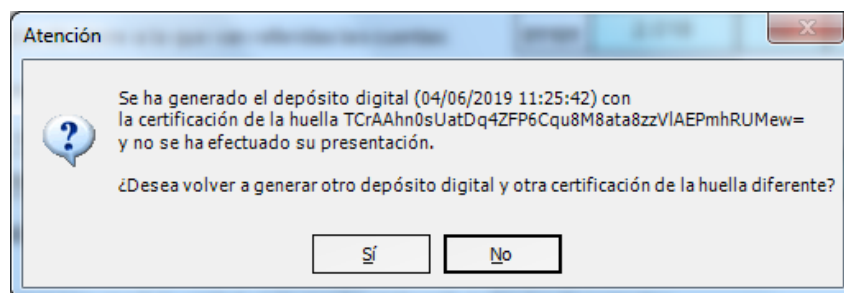 Atención
Se ha generado el depósito digital (04/06/2019 11:25:42) con
la certificación de la huella TCrAAhn0sUatDq4ZFP6Cqu8M8ata8zzVlAEPmhRUMew=
y no se ha efectuado su presentación.
¿Desea volver a generar otro depósito digital y otra certificación de la huella diferente?
Sí
No